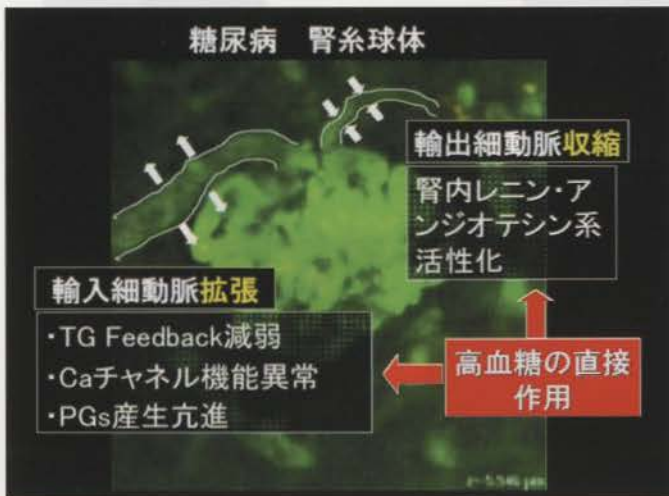 糖尿病 腎糸球体
輸出細動脈収縮
腎内レニン・ア
ンジオテシン系
活性化
輸入細動脈拡張
・TG Feedback減弱
・Caチャネル機能異常
・PGs産生亢進
高血糖の直接
作用
z=-5.546 μm